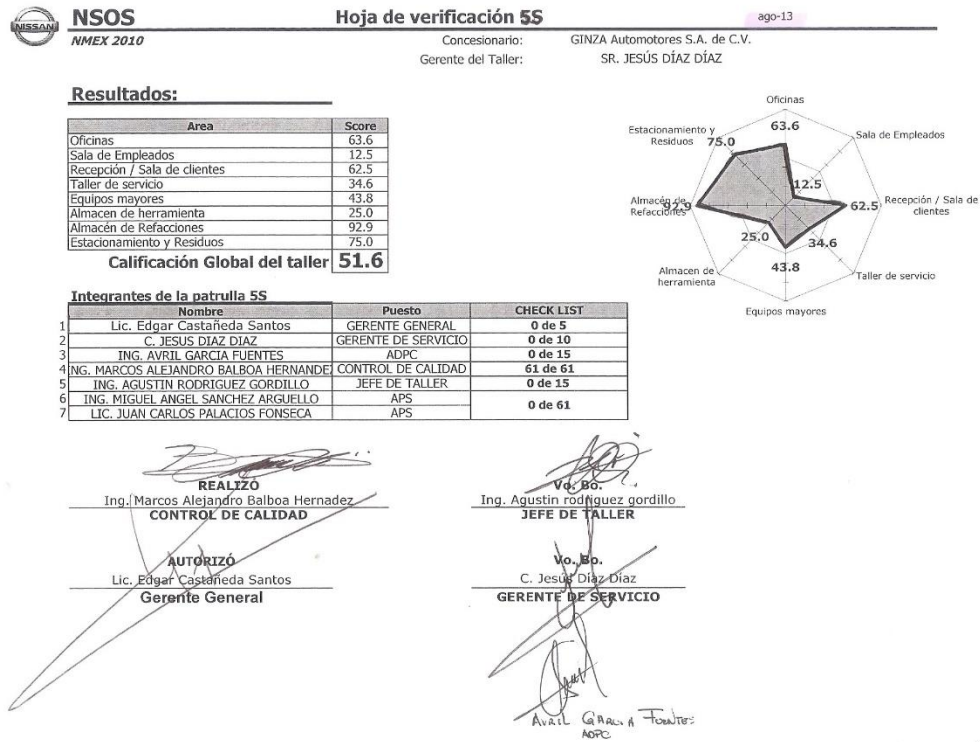 NISSAN
NSOS Hoja de verificación 5S ago-13
NMEX 2010 Concesionario: GINZA Automotores S.A. de C.V.
Gerente del Taller: SR. JESÚS DÍAZ DÍAZ
Resultados:
Area Score
Oficinas 63.6
Sala de Empleados 12.5
Recepción / Sala de clientes 62.5
Taller de servicio 34.6
Equipos mayores 43.8
Almacen de herramienta 25.0
Almacén de Refacciones 92.9
Estacionamiento y Residuos 75.0
Calificación Global del taller 51.6
Oficinas
63.6
Sala de Empleados
12.5
Recepción / Sala de
clientes
62.5
Taller de servicio
34.6
Equipos mayores
43.8
Almacen de
herramienta
25.0
Almacén de
Refacciones
92.9
Estacionamiento y
Residuos
75.0
Integrantes de la patrulla 5S
Nombre Puesto CHECK LIST
1 Lic. Edgar Castañeda Santos GERENTE GENERAL 0 de 5
2 C. JESUS DIAZ DIAZ GERENTE DE SERVICIO 0 de 10
3 ING. AVRIL GARCIA FUENTES ADPC 0 de 15
4 NG. MARCOS ALEJANDRO BALBOA HERNANDE CONTROL DE CALIDAD 61 de 61
5 ING. AGUSTIN RODRIGUEZ GORDILLO JEFE DE TALLER 0 de 15
6 ING. MIGUEL ANGEL SANCHEZ ARGUELLO APS
0 de 61
7 LIC. JUAN CARLOS PALACIOS FONSECA APS
REALIZÓ
Ing. Marcos Alejandro Balboa Hernadez
CONTROL DE CALIDAD
Vo. Bo.
Ing. Agustin rodriguez gordillo
JEFE DE TALLER
AUTORIZÓ
Lic. Edgar Castañeda Santos
Gerente General
Vo. Bo.
C. Jesús Díaz Díaz
GERENTE DE SERVICIO
AVRIL GARCIA FUENTES
ADPC